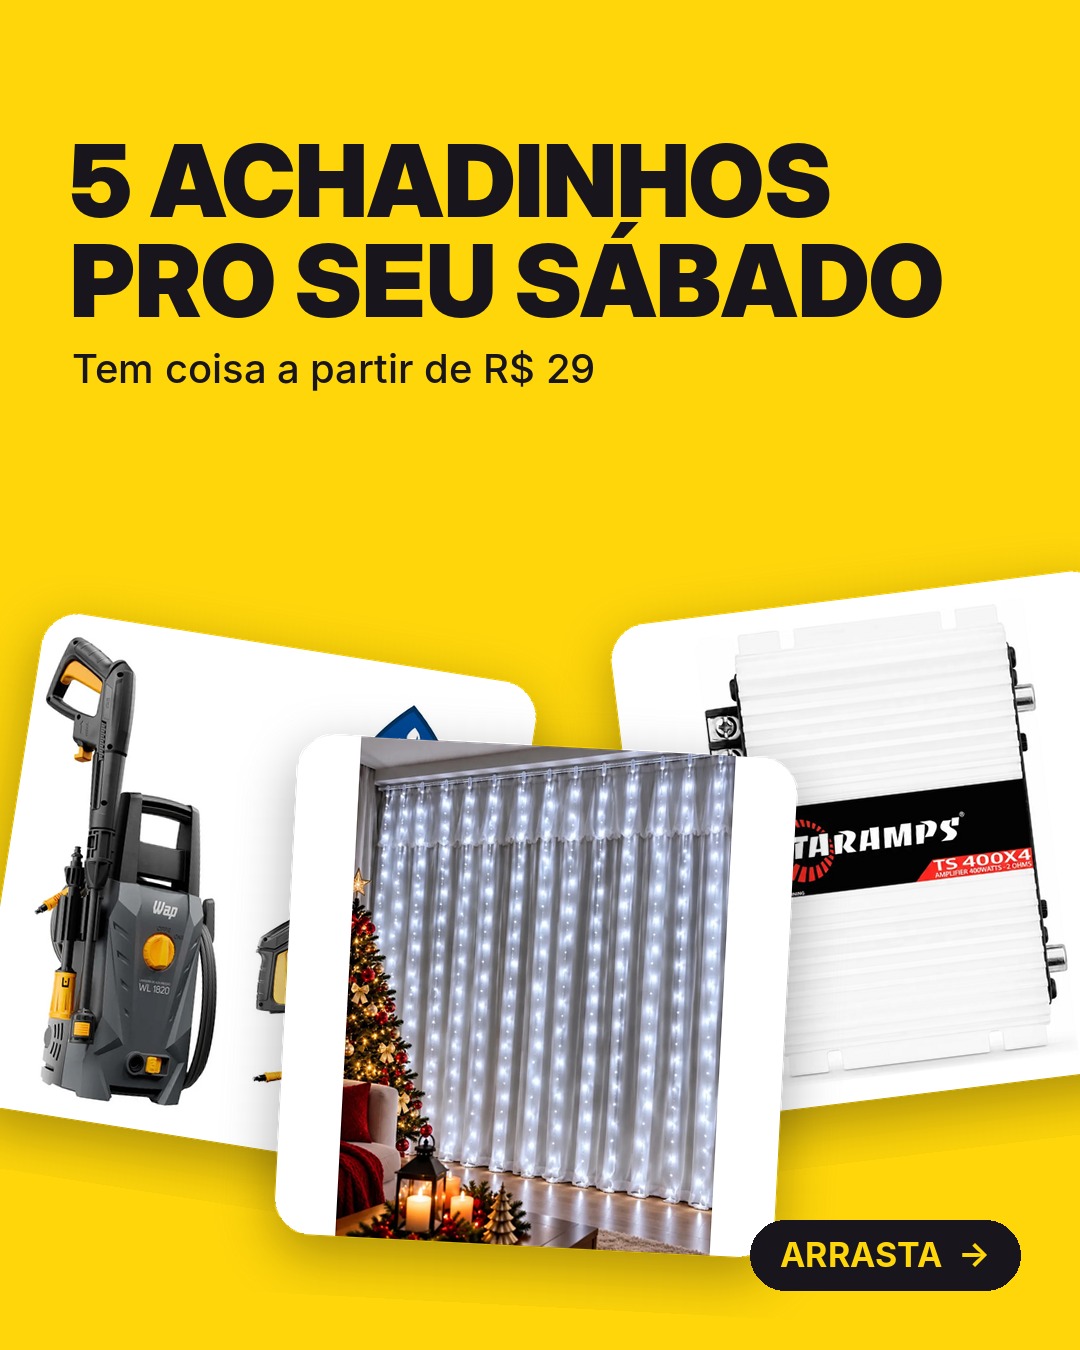 5 ACHADINHOS
PRO SEU SÁBADO
Tem coisa a partir de R$ 29
Wap
WL 1820
TARAMPS®
TS 400X4
AMPLIFIER 400WATTS - 2 OHMS
ARRASTA →